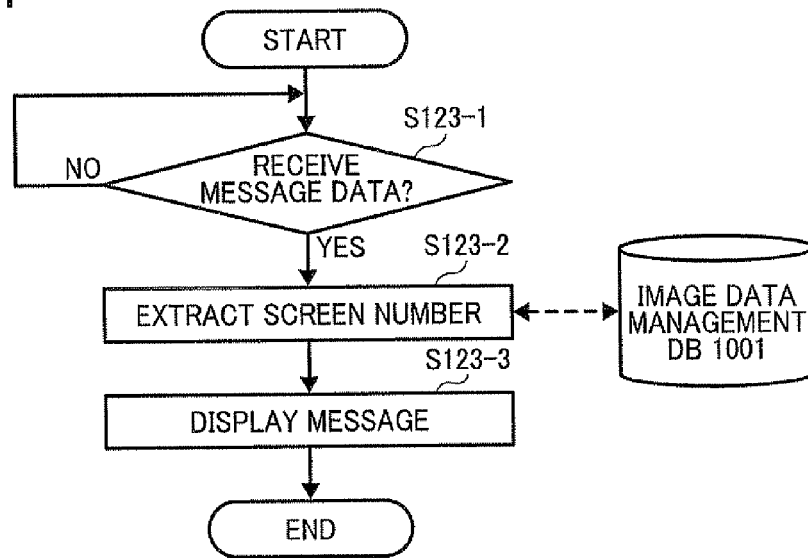 START
S123-1
NO
RECEIVE
MESSAGE DATA?
YES
S123-2
EXTRACT SCREEN NUMBER
IMAGE DATA
MANAGEMENT
DB 1001
S123-3
DISPLAY MESSAGE
END